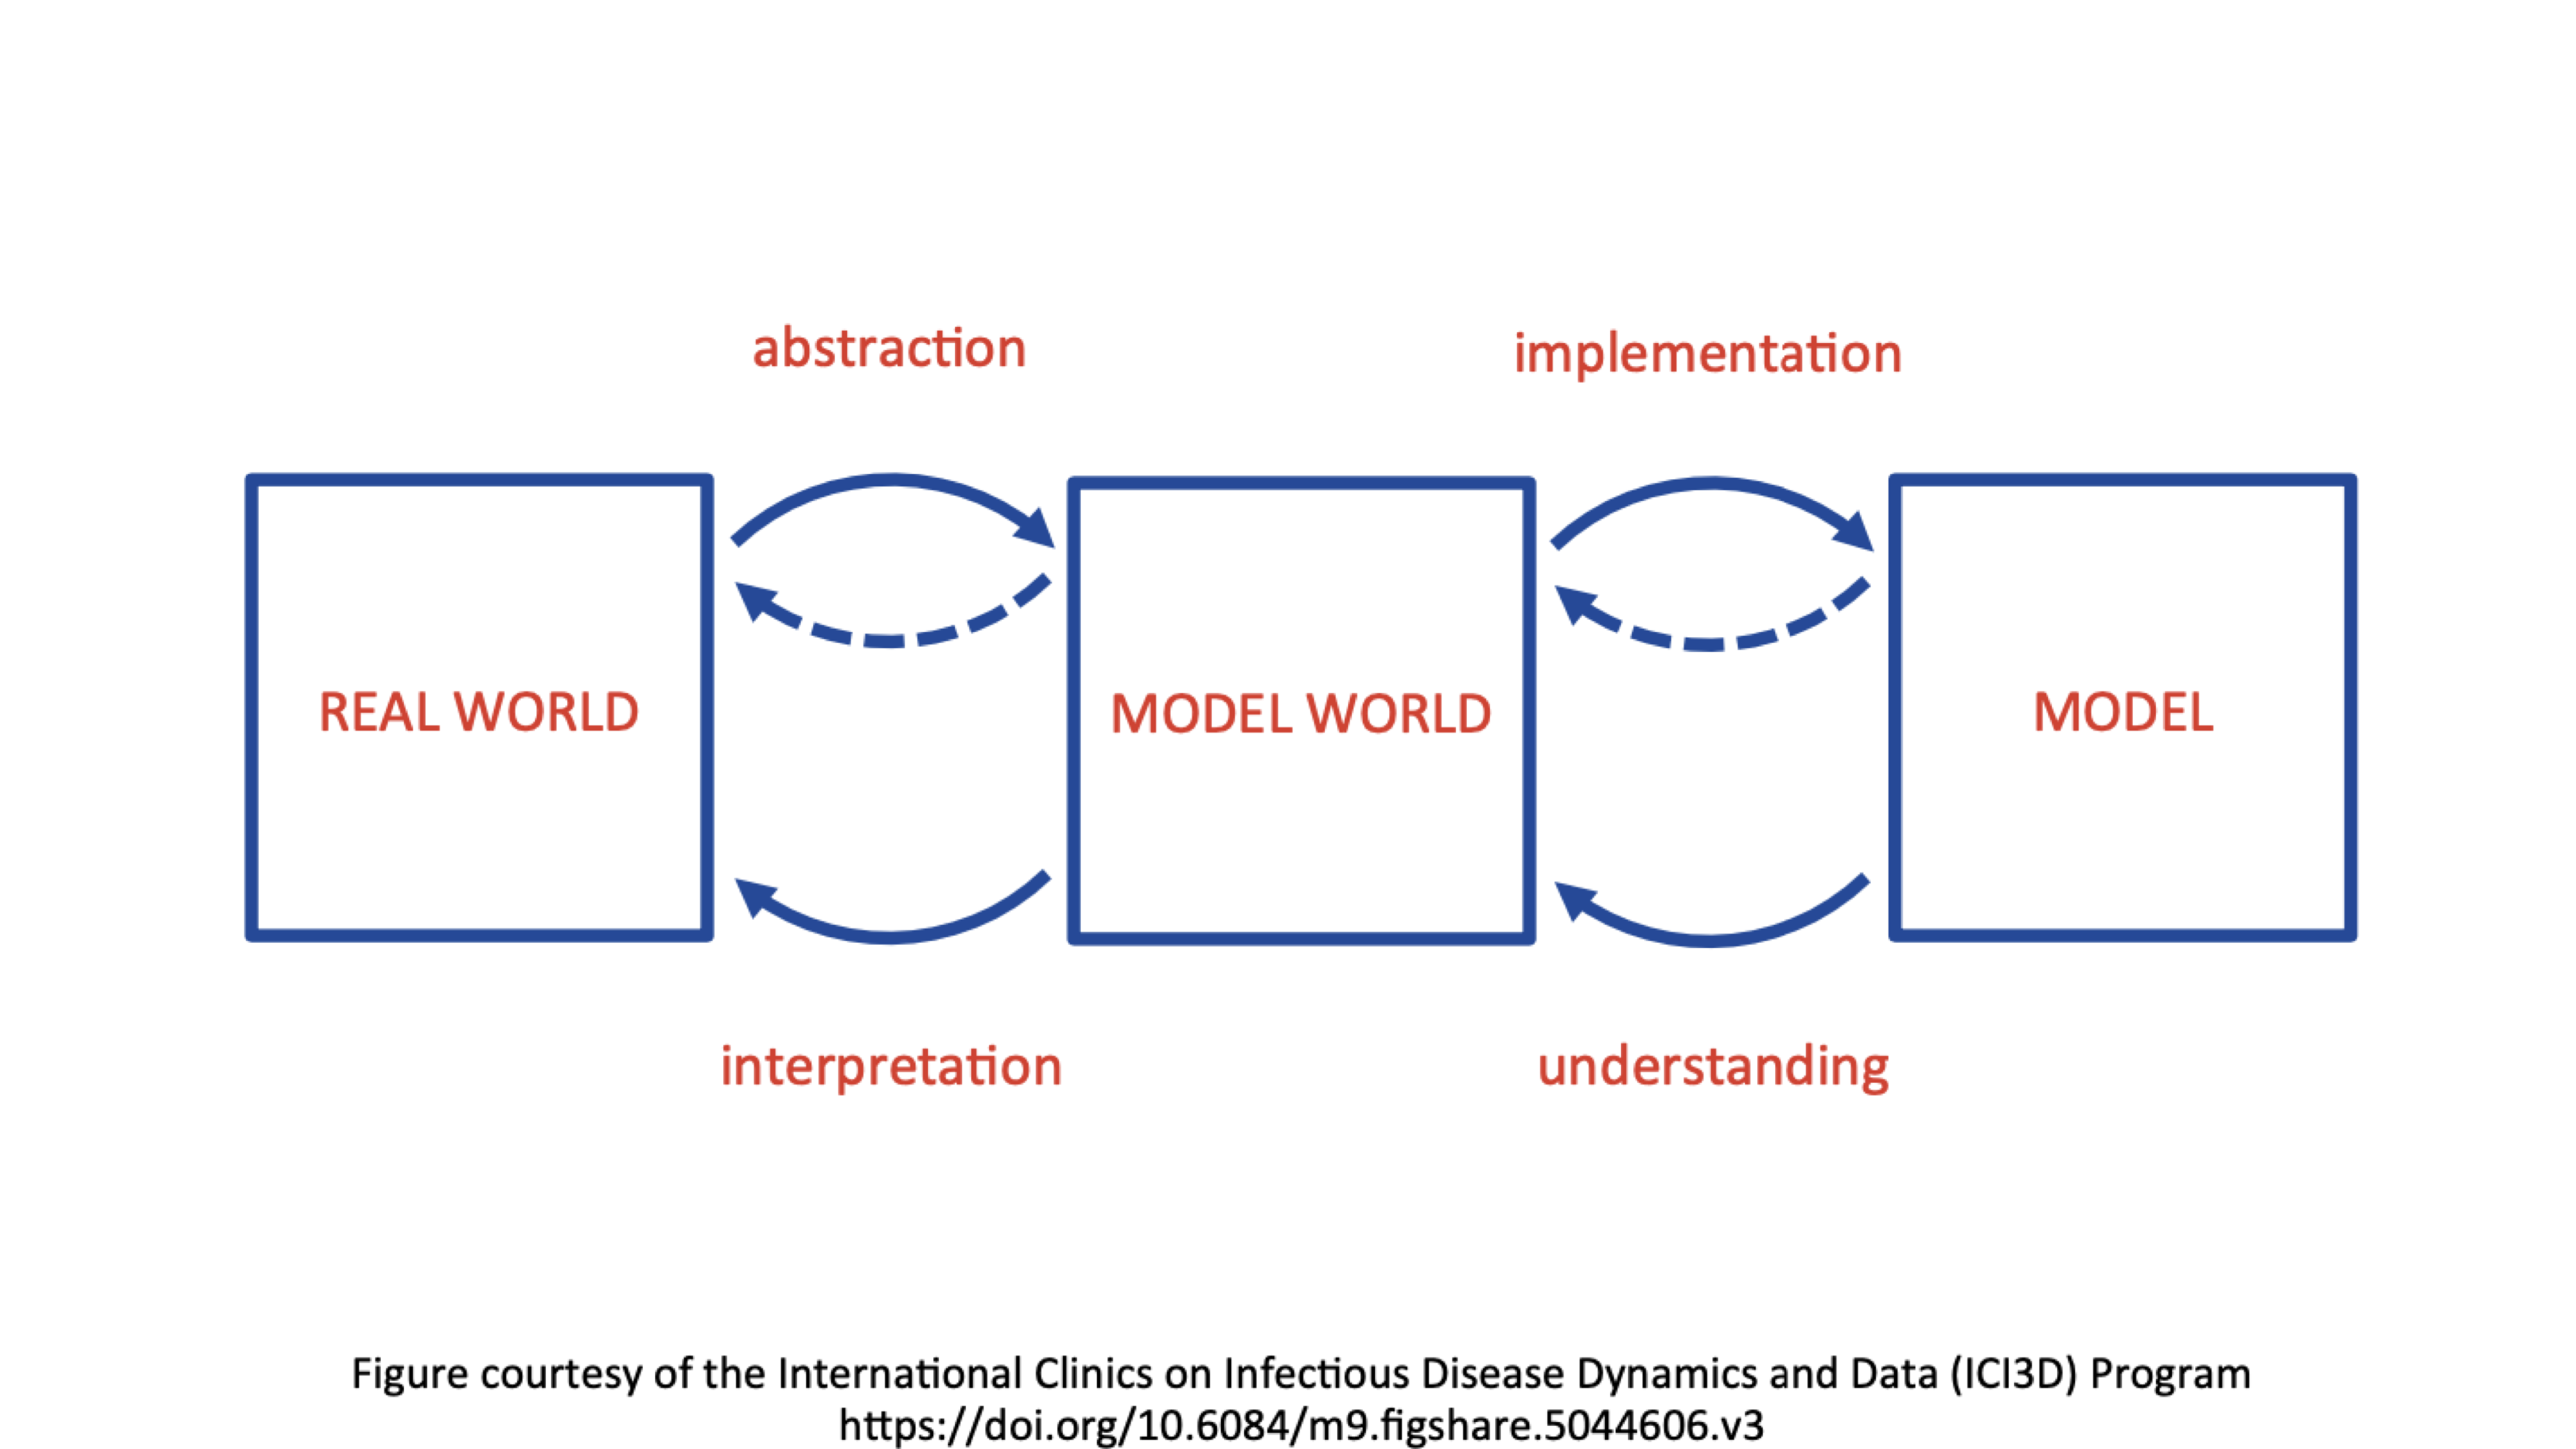 abstraction
implementation
REAL WORLD
MODEL WORLD
MODEL
interpretation
understanding
Figure courtesy of the International Clinics on Infectious Disease Dynamics and Data (ICI3D) Program
https://doi.org/10.6084/m9.figshare.5044606.v3